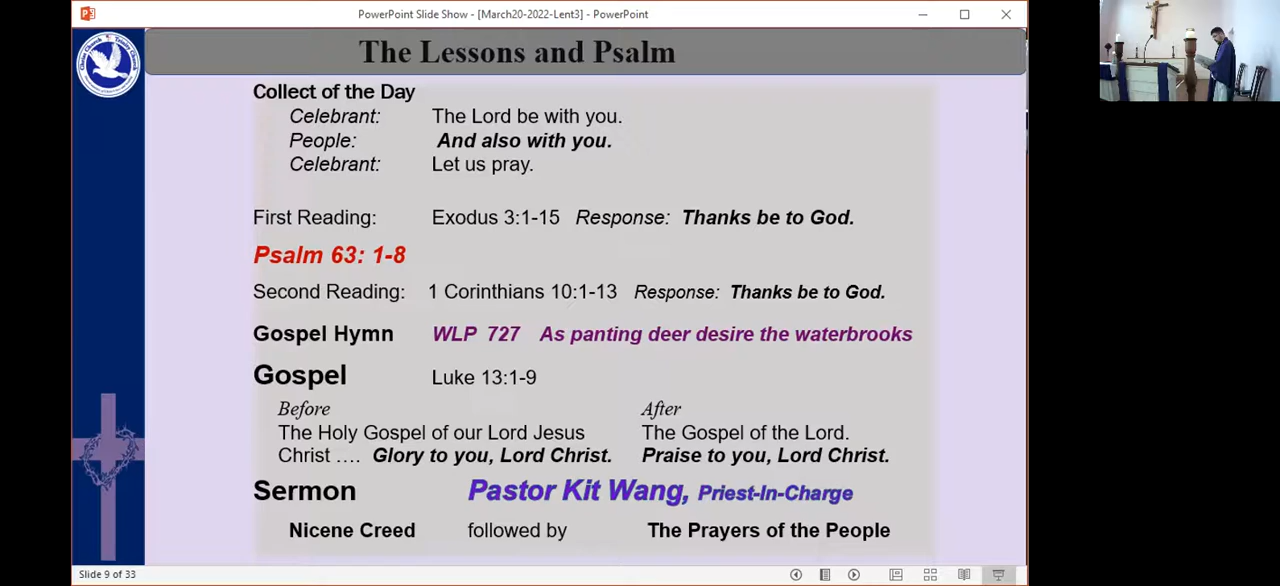 PowerPoint Slide Show - [March20-2022-Lent3] - PowerPoint
The Lessons and Psalm
Collect of the Day
Celebrant: The Lord be with you.
People: And also with you.
Celebrant: Let us pray.
First Reading: Exodus 3:1-15 Response: Thanks be to God.
Psalm 63: 1-8
Second Reading: 1 Corinthians 10:1-13 Response: Thanks be to God.
Gospel Hymn WLP 727 As panting deer desire the waterbrooks
Gospel Luke 13:1-9
Before After
The Holy Gospel of our Lord Jesus The Gospel of the Lord.
Christ .... Glory to you, Lord Christ. Praise to you, Lord Christ.
Sermon Pastor Kit Wang, Priest-In-Charge
Nicene Creed followed by The Prayers of the People
Slide 9 of 33